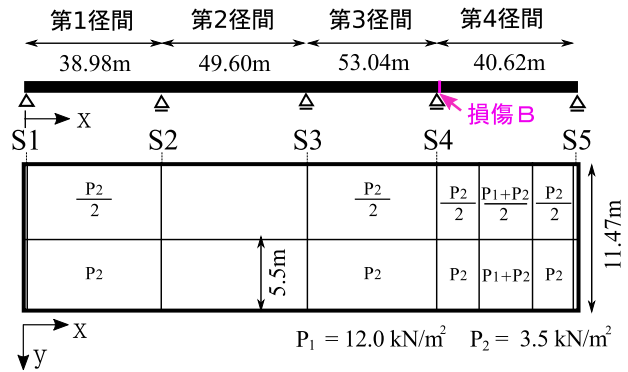 第1径間 第2径間 第3径間 第4径間
38.98m 49.60m 53.04m 40.62m
x 損傷B
S1 S2 S3 S4 S5
P2/2 P2/2 P2/2 P1+P2/2 P2/2
11.47m
5.5m
P2 P2 P2 P1+P2 P2
x
P1 = 12.0 kN/m² P2 = 3.5 kN/m²
y